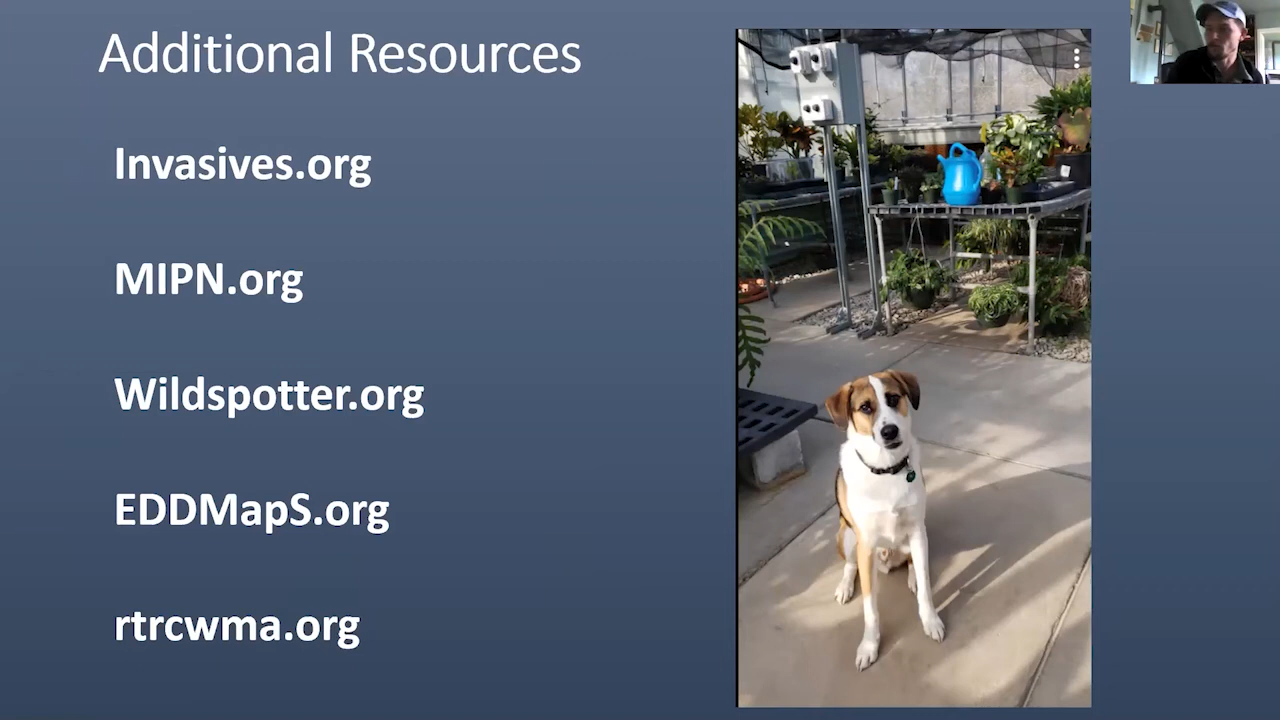 Additional Resources
Invasives.org
MIPN.org
Wildspotter.org
EDDMapS.org
rtrcwma.org